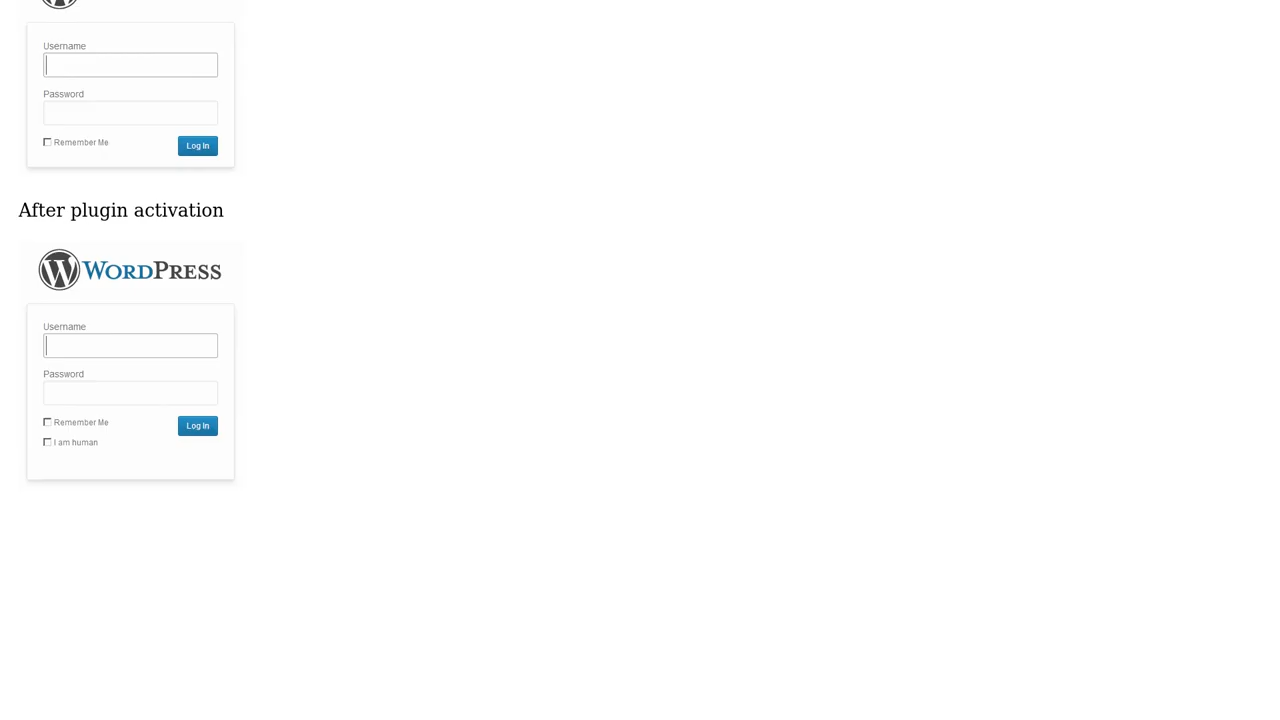 Username
Password
Remember Me
Log In
After plugin activation
WORDPRESS
Username
Password
Remember Me
Log In
I am human